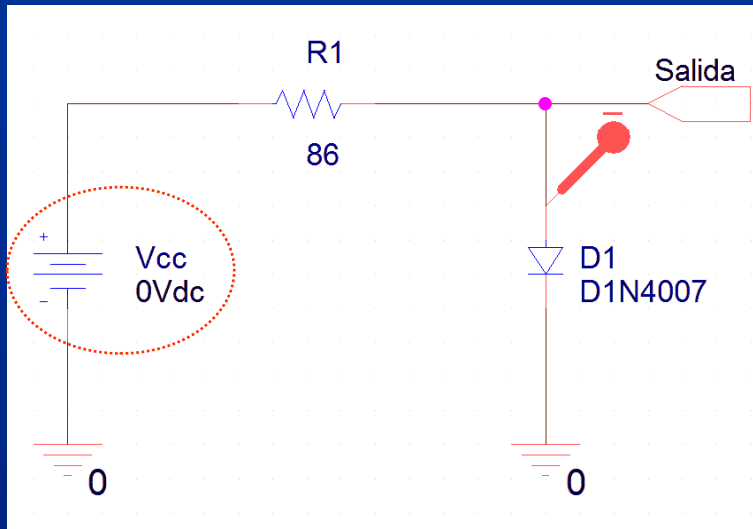 R1
Salida
86
+
Vcc
0Vdc
-
D1
D1N4007
0
0